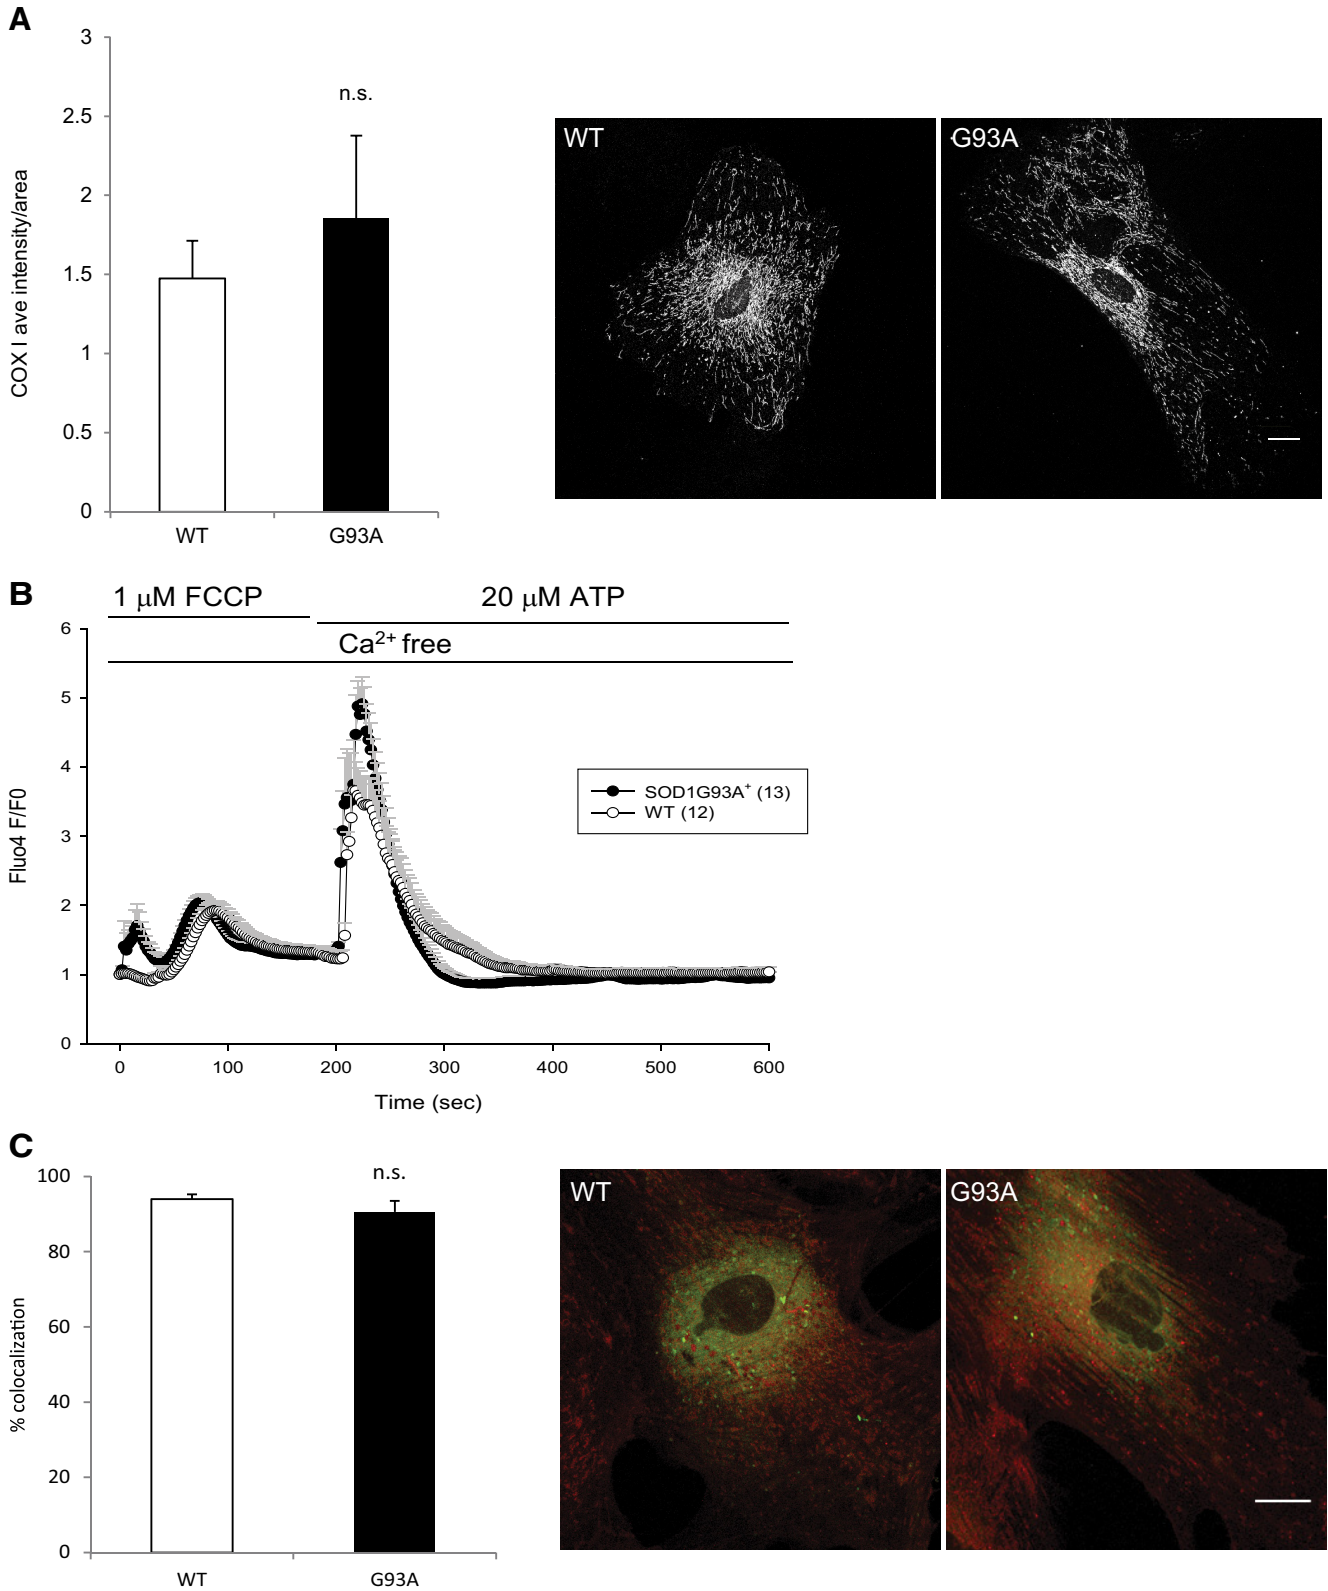 A
3
2.5
2
1.5
1
0.5
0
COX I ave intensity/area
n.s.
WT
G93A
WT
G93A
B
1 μM FCCP
20 μM ATP
Ca²⁺ free
6
5
4
3
2
1
0
Fluo4 F/F0
SOD1G93A⁺ (13)
WT (12)
0
100
200
300
400
500
600
Time (sec)
C
100
80
60
40
20
0
% colocalization
n.s.
WT
G93A
WT
G93A